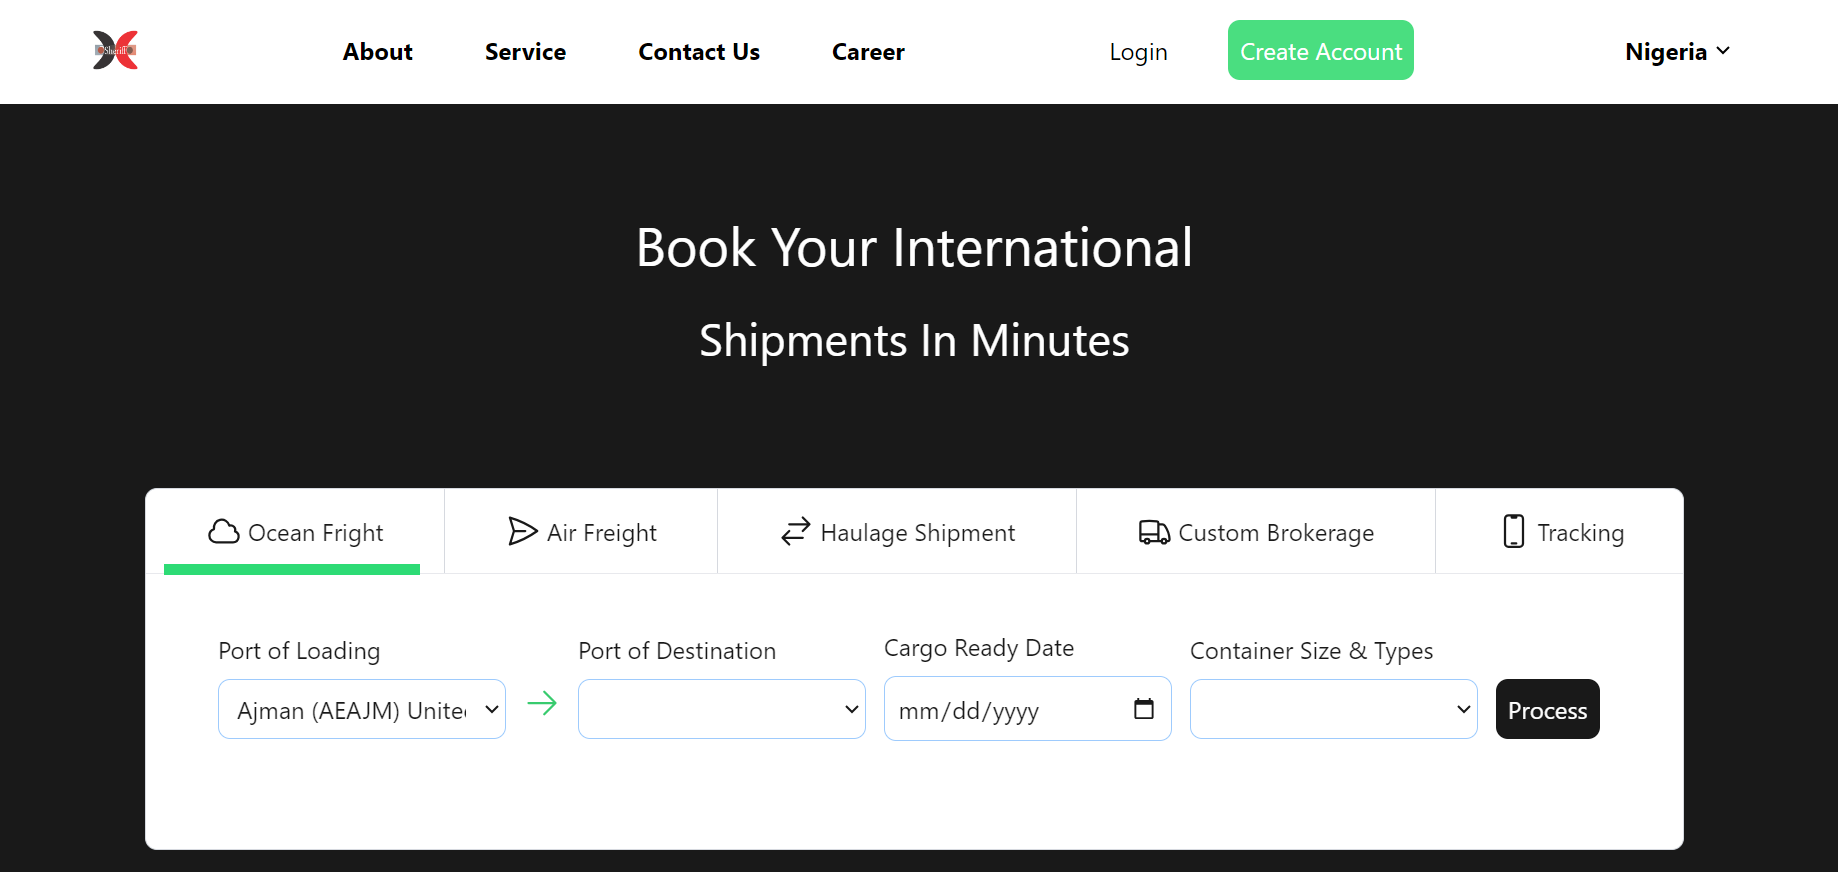 Sheriff
About Service Contact Us Career Login Create Account Nigeria
Book Your International
Shipments In Minutes
Ocean Fright Air Freight Haulage Shipment Custom Brokerage Tracking
Port of Loading Port of Destination Cargo Ready Date Container Size & Types
Ajman (AEAJM) United mm/dd/yyyy Process